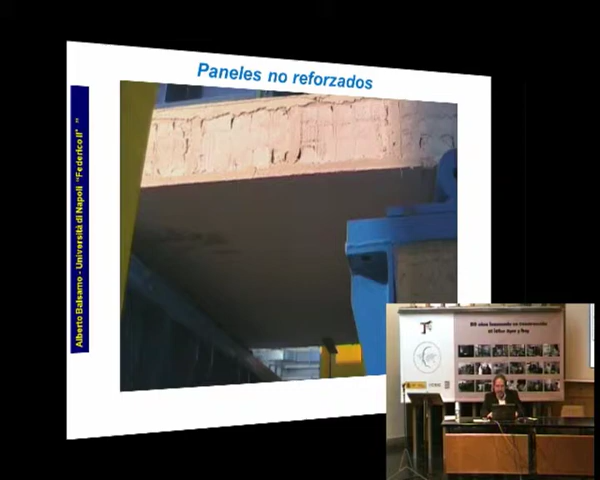 Paneles no reforzados
Alberto Balsamo - Università di Napoli "Federico II" "